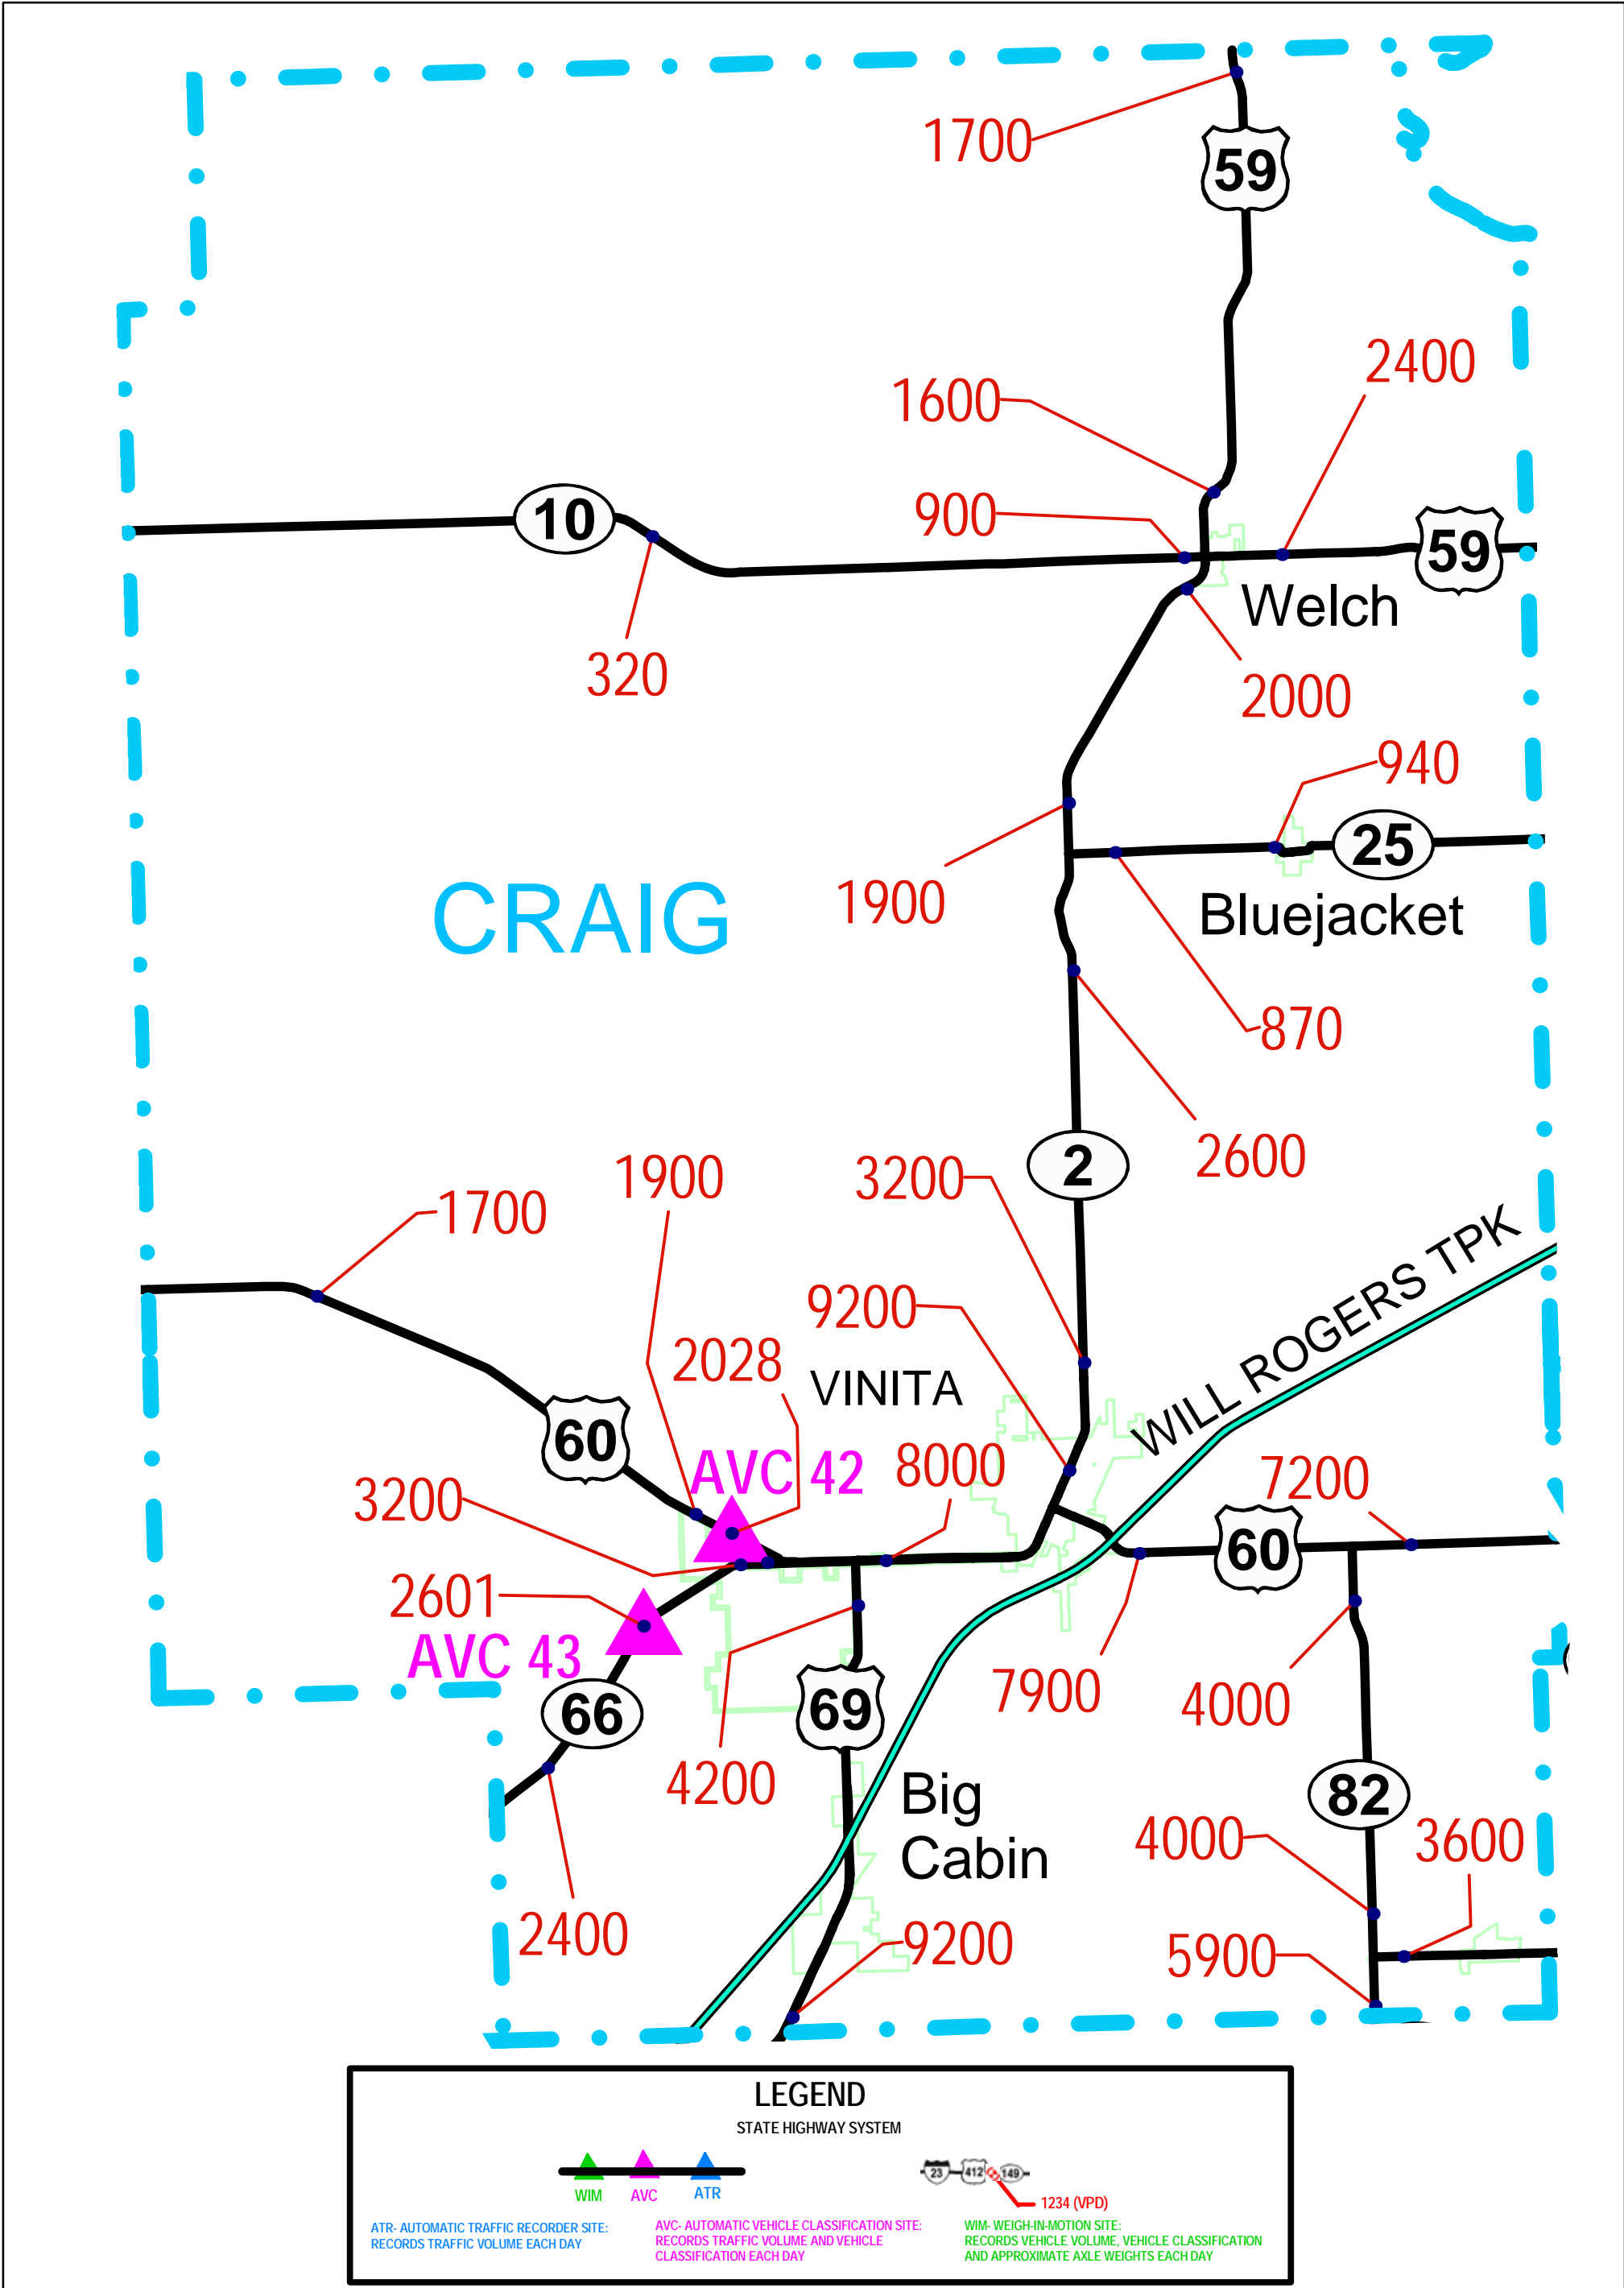 1700
59
2400
1600
10
900
59
Welch
320
2000
940
25
1900
CRAIG
Bluejacket
870
2600
1900
3200
2
1700
WILL ROGERS TPK
9200
2028
VINITA
60
AVC 42
8000
7200
3200
60
2601
AVC 43
7900
4000
66
69
4200
Big
Cabin
82
4000
3600
2400
9200
5900
LEGEND
STATE HIGHWAY SYSTEM
23
412
149
WIM
AVC
ATR
1234 (VPD)
ATR- AUTOMATIC TRAFFIC RECORDER SITE:
RECORDS TRAFFIC VOLUME EACH DAY
AVC- AUTOMATIC VEHICLE CLASSIFICATION SITE:
RECORDS TRAFFIC VOLUME AND VEHICLE
CLASSIFICATION EACH DAY
WIM- WEIGH-IN-MOTION SITE:
RECORDS VEHICLE VOLUME, VEHICLE CLASSIFICATION
AND APPROXIMATE AXLE WEIGHTS EACH DAY